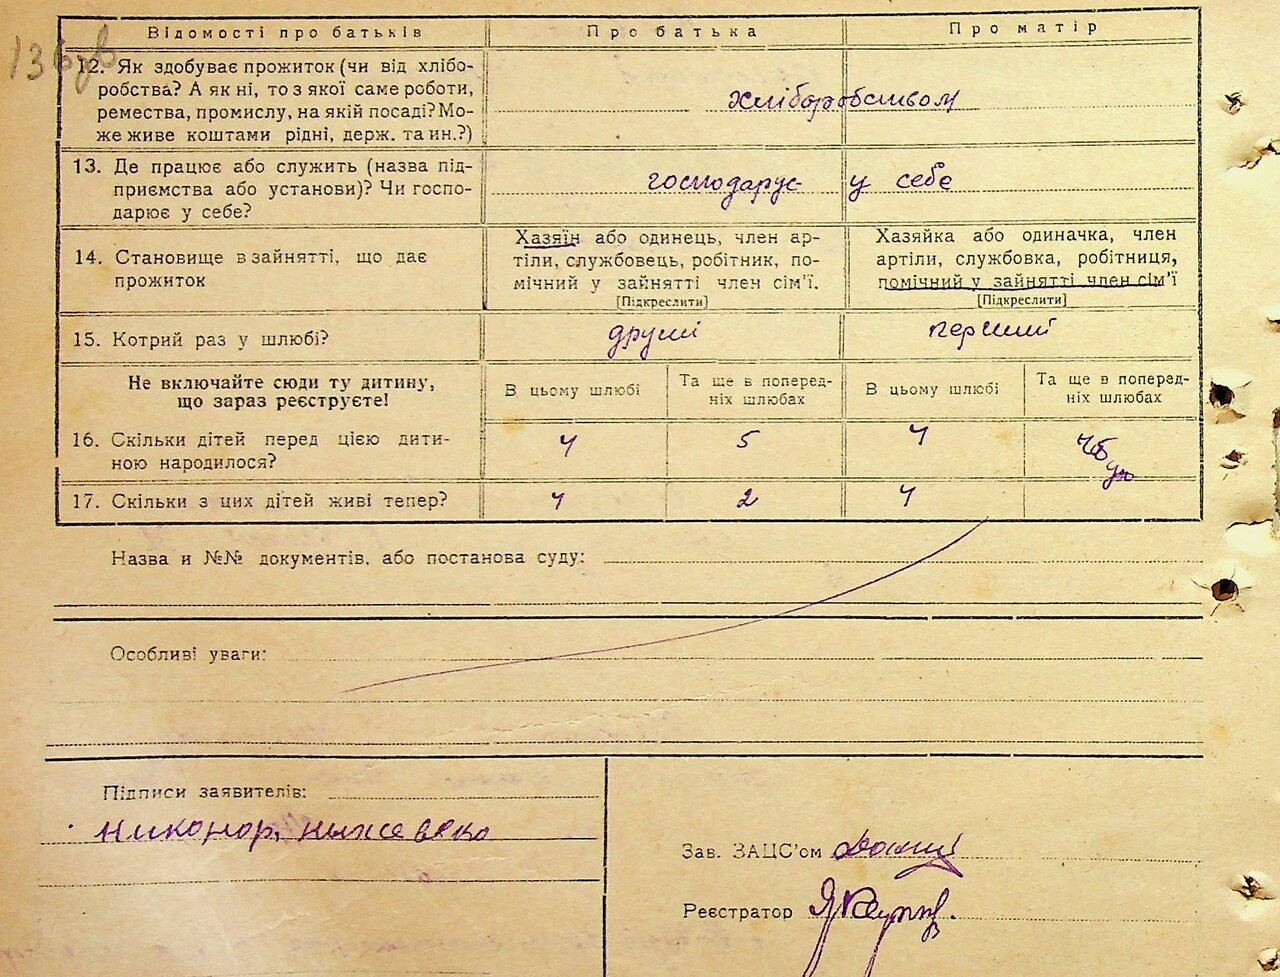 136 зв
Відомості про батьків
Про батька
Про матір
12. Як здобуває прожиток (чи від хлібо-
робства? А як ні, то з якої саме роботи,
ремества, промислу, на якій посаді? Мо-
же живе коштами рідні, держ. та ин.?)
хліборобством
13. Де працює або служить (назва під-
приємства або установи)? Чи госпо-
дарює у себе?
господарує у себе
14. Становище в зайнятті, що дає
прожиток
Хазяїн або одинець, член ар-
тіли, службовець, робітник, по-
мічний у зайнятті член сім'ї.
[Підкреслити]
Хазяйка або одиначка, член
артіли, службовка, робітниця,
помічний у зайнятті член сім'ї
[Підкреслити]
15. Котрий раз у шлюбі?
другий
перший
Не включайте сюди ту дитину,
що зараз реєструєте!
В цьому шлюбі
Та ще в поперед-
ніх шлюбах
В цьому шлюбі
Та ще в поперед-
ніх шлюбах
16. Скільки дітей перед цією дити-
ною народилося?
4
5
4
17. Скільки з цих дітей живі тепер?
4
2
4
Назва и №№ документів, або постанова суду:
Особливі уваги:
Підписи заявителів:
Никонор,
Зав. ЗАЦС'ом
Реєстратор